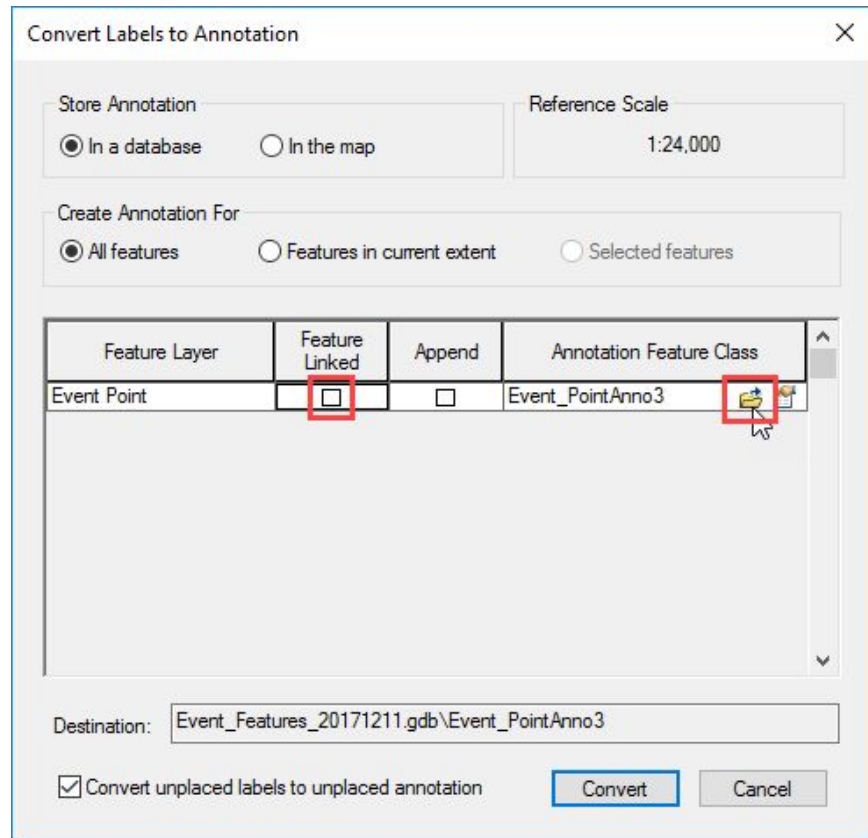 Convert Labels to Annotation
Store Annotation
In a database
In the map
Reference Scale
1:24,000
Create Annotation For
All features
Features in current extent
Selected features
Feature Layer
Feature
Linked
Append
Annotation Feature Class
Event Point
Event_PointAnno3
Destination:
Event_Features_20171211.gdb\Event_PointAnno3
Convert unplaced labels to unplaced annotation
Convert
Cancel